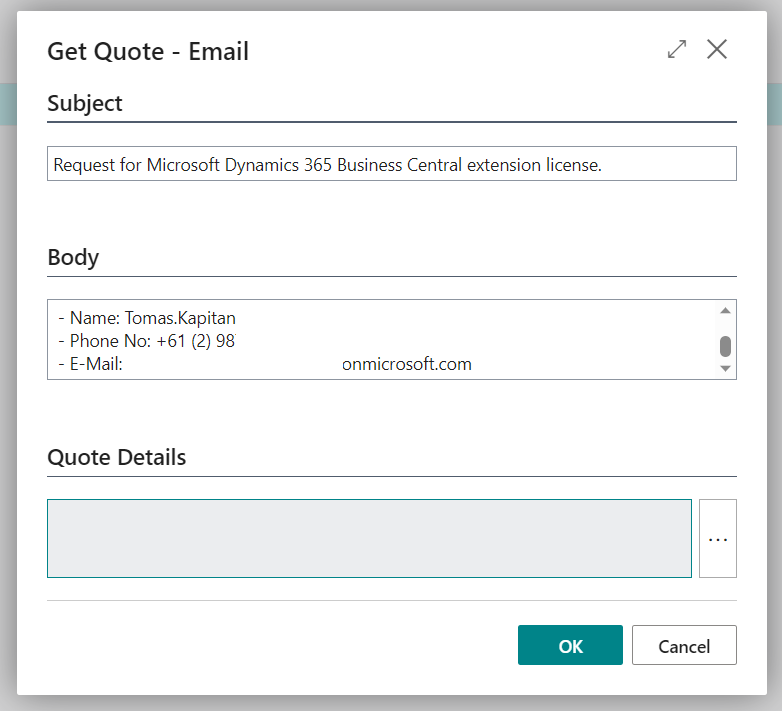 Get Quote - Email
Subject
Request for Microsoft Dynamics 365 Business Central extension license.
Body
- Name: Tomas.Kapitan
- Phone No: +61 (2) 98
- E-Mail: onmicrosoft.com
Quote Details
...
OK Cancel